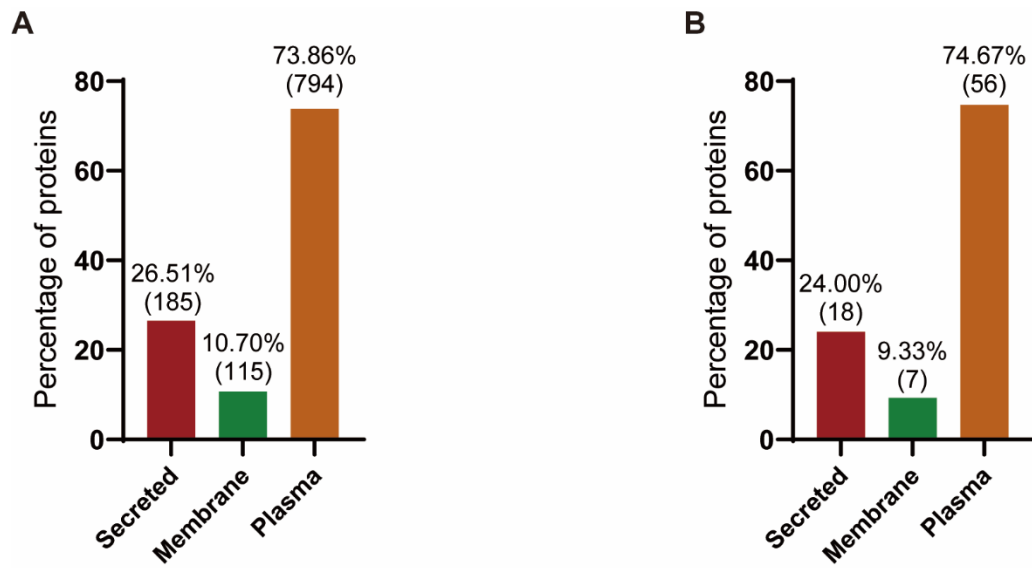 A
Percentage of proteins
80
60
40
20
0
26.51%
(185)
10.70%
(115)
73.86%
(794)
Secreted
Membrane
Plasma
B
Percentage of proteins
80
60
40
20
0
24.00%
(18)
9.33%
(7)
74.67%
(56)
Secreted
Membrane
Plasma